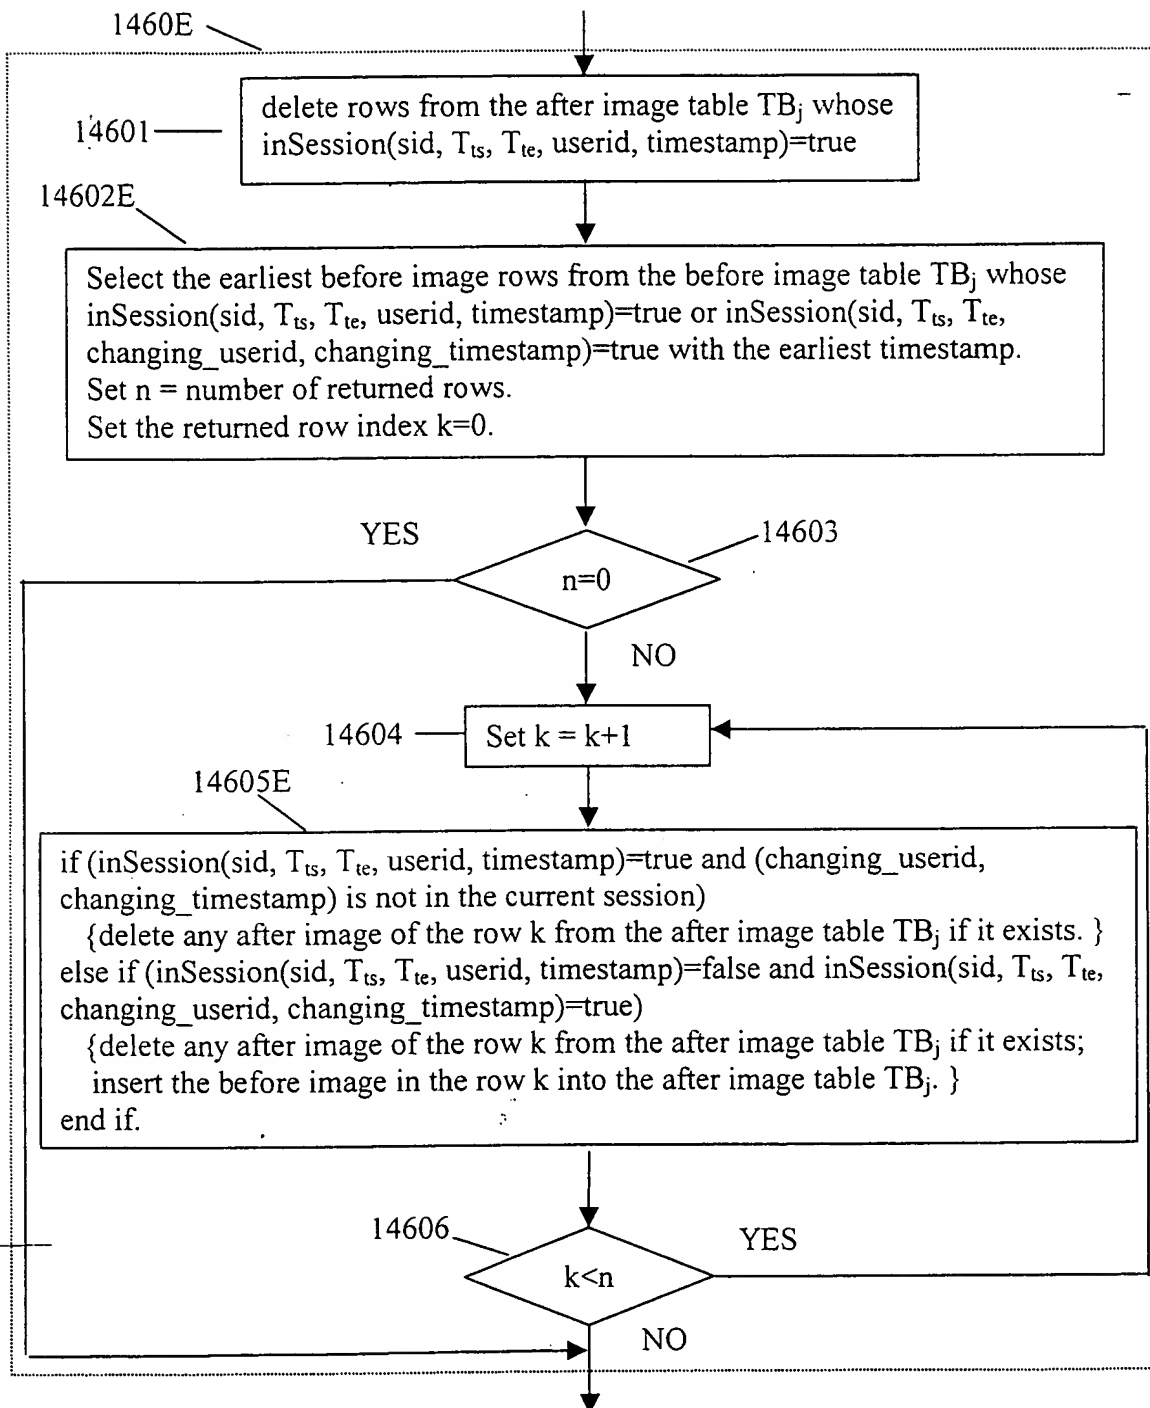 1460E
14601
delete rows from the after image table TBj whose
inSession(sid, Tts, Tte, userid, timestamp)=true
14602E
Select the earliest before image rows from the before image table TBj whose
inSession(sid, Tts, Tte, userid, timestamp)=true or inSession(sid, Tts, Tte,
changing_userid, changing_timestamp)=true with the earliest timestamp.
Set n = number of returned rows.
Set the returned row index k=0.
YES
14603
n=0
NO
14604
Set k = k+1
14605E
if (inSession(sid, Tts, Tte, userid, timestamp)=true and (changing_userid,
changing_timestamp) is not in the current session)
{delete any after image of the row k from the after image table TBj if it exists. }
else if (inSession(sid, Tts, Tte, userid, timestamp)=false and inSession(sid, Tts, Tte,
changing_userid, changing_timestamp)=true)
{delete any after image of the row k from the after image table TBj if it exists;
insert the before image in the row k into the after image table TBj. }
end if.
14606
YES
k<n
NO